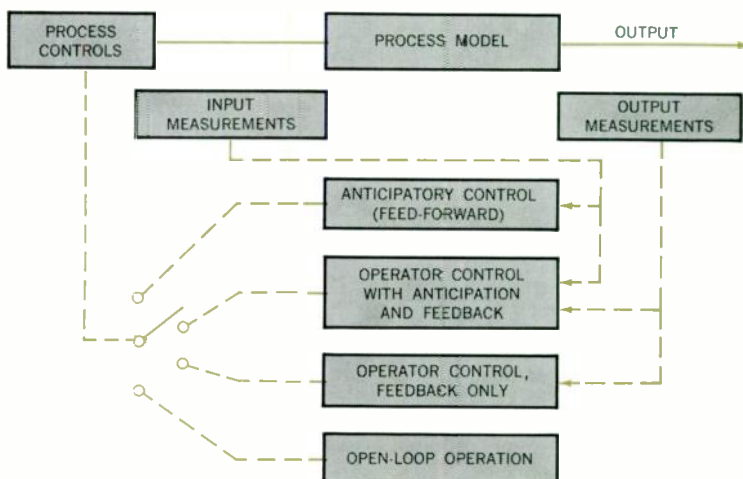 PROCESS
CONTROLS
PROCESS MODEL
OUTPUT
INPUT
MEASUREMENTS
OUTPUT
MEASUREMENTS
ANTICIPATORY CONTROL
(FEED-FORWARD)
OPERATOR CONTROL
WITH ANTICIPATION
AND FEEDBACK
OPERATOR CONTROL,
FEEDBACK ONLY
OPEN-LOOP OPERATION